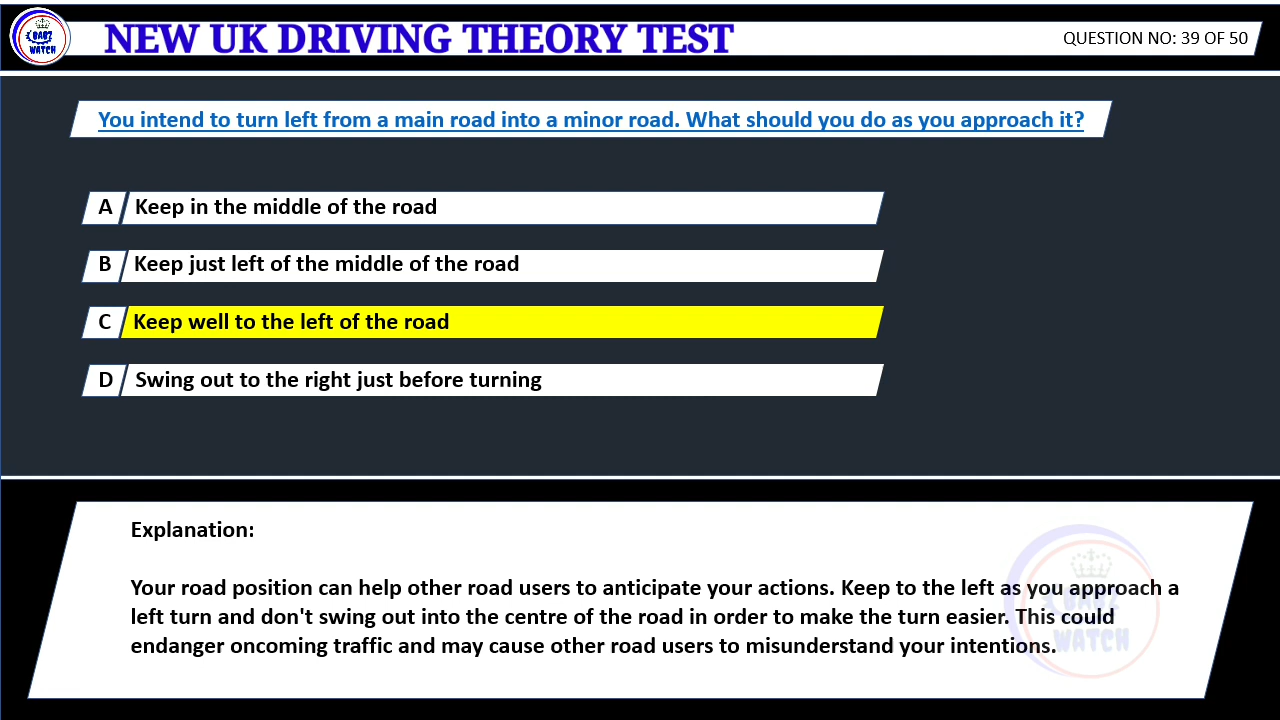 GABZ
WATCH
NEW UK DRIVING THEORY TEST
QUESTION NO: 39 OF 50
You intend to turn left from a main road into a minor road. What should you do as you approach it?
A Keep in the middle of the road
B Keep just left of the middle of the road
C Keep well to the left of the road
D Swing out to the right just before turning
Explanation:
Your road position can help other road users to anticipate your actions. Keep to the left as you approach a
left turn and don't swing out into the centre of the road in order to make the turn easier. This could
endanger oncoming traffic and may cause other road users to misunderstand your intentions.
GABZ
WATCH